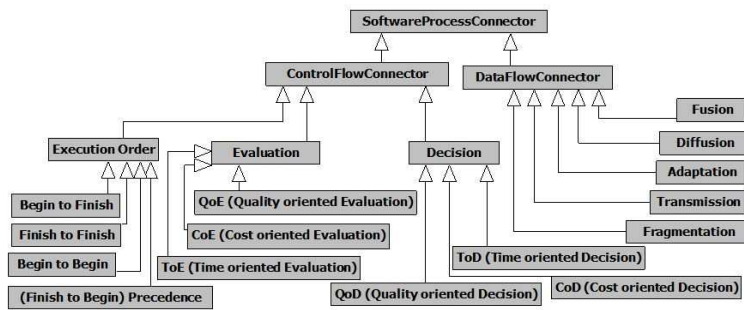 SoftwareProcessConnector
ControlFlowConnector
DataFlowConnector
Fusion
Execution Order
Evaluation
Decision
Diffusion
Adaptation
Begin to Finish
QoE (Quality oriented Evaluation)
Transmission
Finish to Finish
CoE (Cost oriented Evaluation)
Fragmentation
Begin to Begin
ToE (Time oriented Evaluation)
ToD (Time oriented Decision)
(Finish to Begin) Precedence
QoD (Quality oriented Decision)
CoD (Cost oriented Decision)